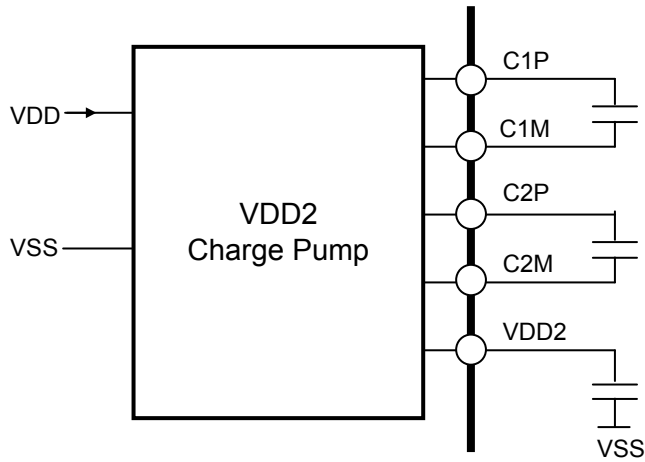 C1P
VDD
C1M
VDD2
Charge Pump
C2P
VSS
C2M
VDD2
VSS